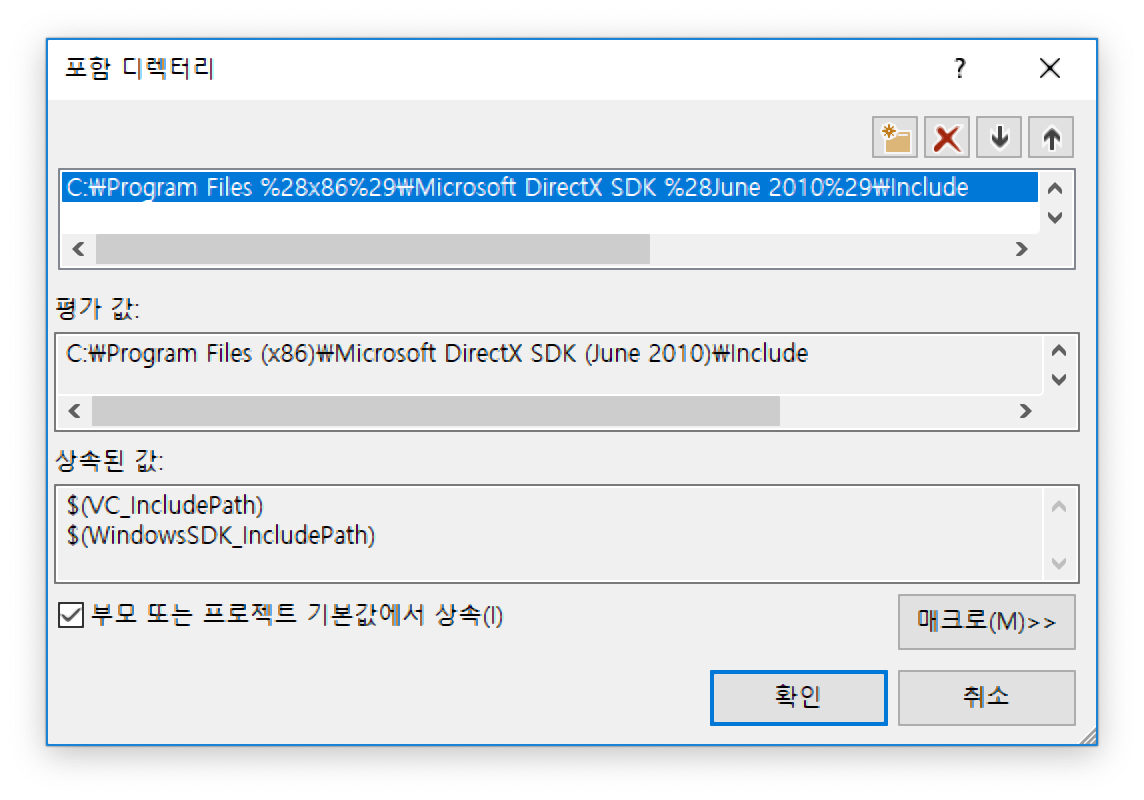 포함 디렉터리
?
C:₩Program Files %28x86%29₩Microsoft DirectX SDK %28June 2010%29₩Include
평가 값:
C:₩Program Files (x86)₩Microsoft DirectX SDK (June 2010)₩Include
상속된 값:
$(VC_IncludePath)
$(WindowsSDK_IncludePath)
부모 또는 프로젝트 기본값에서 상속(I)
매크로(M)>>
확인
취소